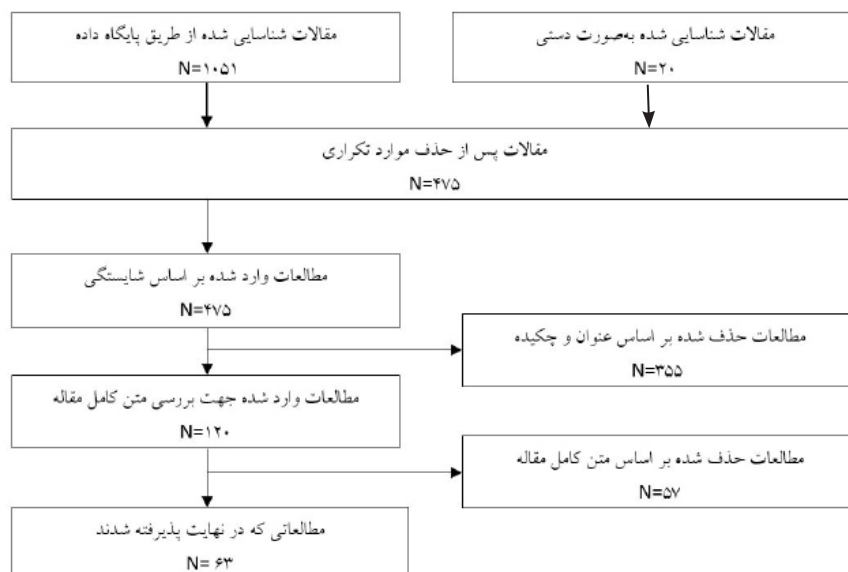 مقالات شناسایی شده از طریق پایگاه داده
N=۱۰۵۱
مقالات شناسایی شده به‌صورت دستی
N=۲۰
مقالات پس از حذف موارد تکراری
N=۴۷۵
مطالعات وارد شده بر اساس شایستگی
N=۴۷۵
مطالعات حذف شده بر اساس عنوان و چکیده
N=۳۵۵
مطالعات وارد شده جهت بررسی متن کامل مقاله
N=۱۲۰
مطالعات حذف شده بر اساس متن کامل مقاله
N=۵۷
مطالعاتی که در نهایت پذیرفته شدند
N= ۶۳